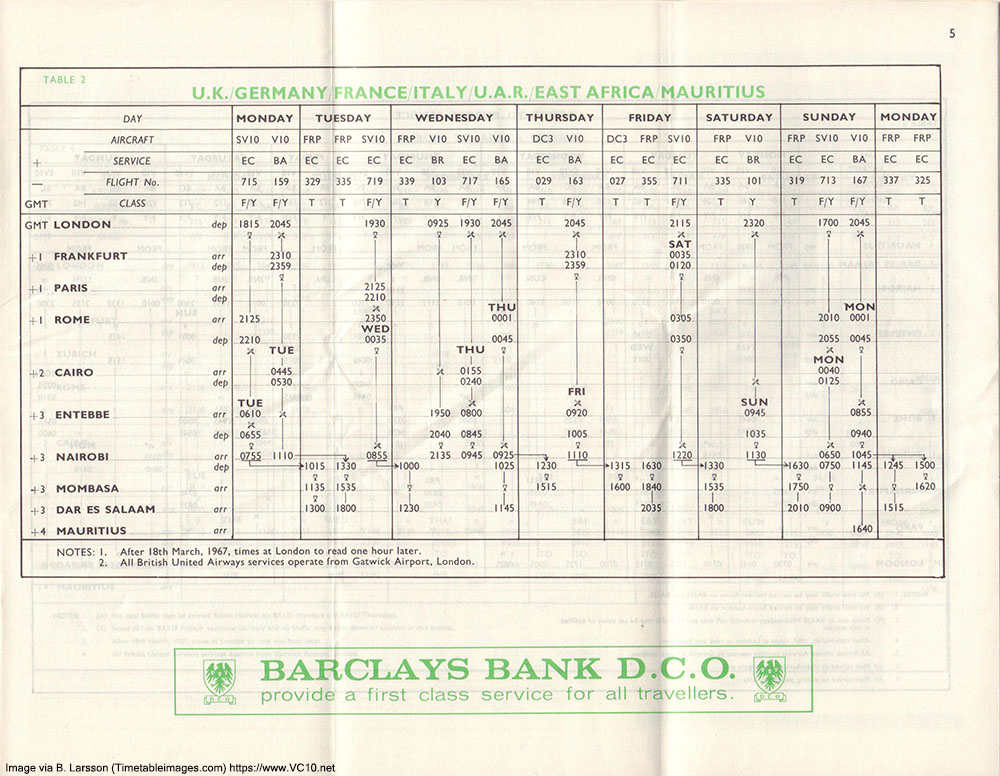 5
TABLE 2
U.K./GERMANY/FRANCE/ITALY/U.A.R./EAST AFRICA/MAURITIUS
DAY MONDAY TUESDAY WEDNESDAY THURSDAY FRIDAY SATURDAY SUNDAY MONDAY
AIRCRAFT SV10 V10 FRP FRP SV10 FRP V10 SV10 V10 DC3 V10 DC3 FRP SV10 FRP V10 FRP SV10 V10 FRP FRP
+ SERVICE EC BA EC EC EC EC BR EC BA EC BA EC EC EC EC BR EC EC BA EC EC
— FLIGHT No. 715 159 329 335 719 339 103 717 165 029 163 027 355 711 335 101 319 713 167 337 325
GMT CLASS F/Y F/Y T T F/Y T Y F/Y F/Y T F/Y T T F/Y T Y T F/Y F/Y T T
GMT LONDON dep 1815 2045 1930 0925 1930 2045 2045 2115 2320 1700 2045
SAT
+1 FRANKFURT arr 2310 2310 0035
dep 2359 2359 0120
+1 PARIS arr 2125
dep 2210
THU MON
+1 ROME arr 2125 2350 0001 0305 2010 0001
WED
dep 2210 0035 0045 0350 2055 0045
TUE THU
MON
+2 CAIRO arr 0445 0155 0040
dep 0530 0240 0125
FRI
TUE SUN
+3 ENTEBBE arr 0610 1950 0800 0920 0945 0855
dep 0655 2040 0845 1005 1035 0940
+3 NAIROBI arr 0755 1110 0855 2135 0945 0925 1110 1220 1130 0650 1045
dep 1015 1330 1000 1025 1230 1315 1630 1330 1630 0750 1145 1245 1500
+3 MOMBASA arr 1135 1535 1515 1600 1840 1535 1750 1620
+3 DAR ES SALAAM arr 1300 1800 1230 1145 2035 1800 2010 0900 1515
+4 MAURITIUS arr 1640
NOTES: 1. After 18th March, 1967, times at London to read one hour later.
2. All British United Airways services operate from Gatwick Airport, London.
BARCLAYS BANK D.C.O.
provide a first class service for all travellers.
D C O
D C O
Image via B. Larsson (Timetableimages.com) https://www.VC10.net